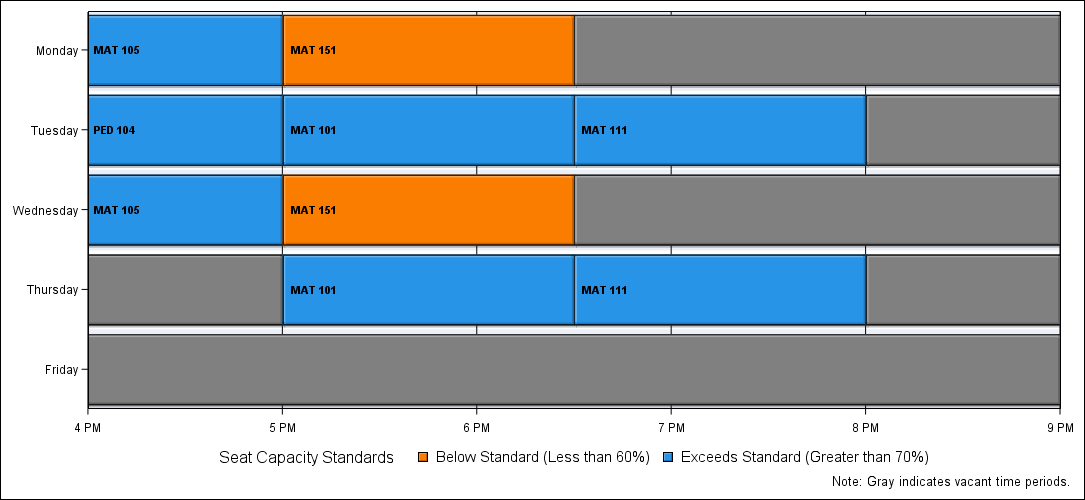 Monday MAT 105 MAT 151
Tuesday PED 104 MAT 101 MAT 111
Wednesday MAT 105 MAT 151
Thursday MAT 101 MAT 111
Friday
4 PM 5 PM 6 PM 7 PM 8 PM 9 PM
Seat Capacity Standards Below Standard (Less than 60%) Exceeds Standard (Greater than 70%)
Note: Gray indicates vacant time periods.